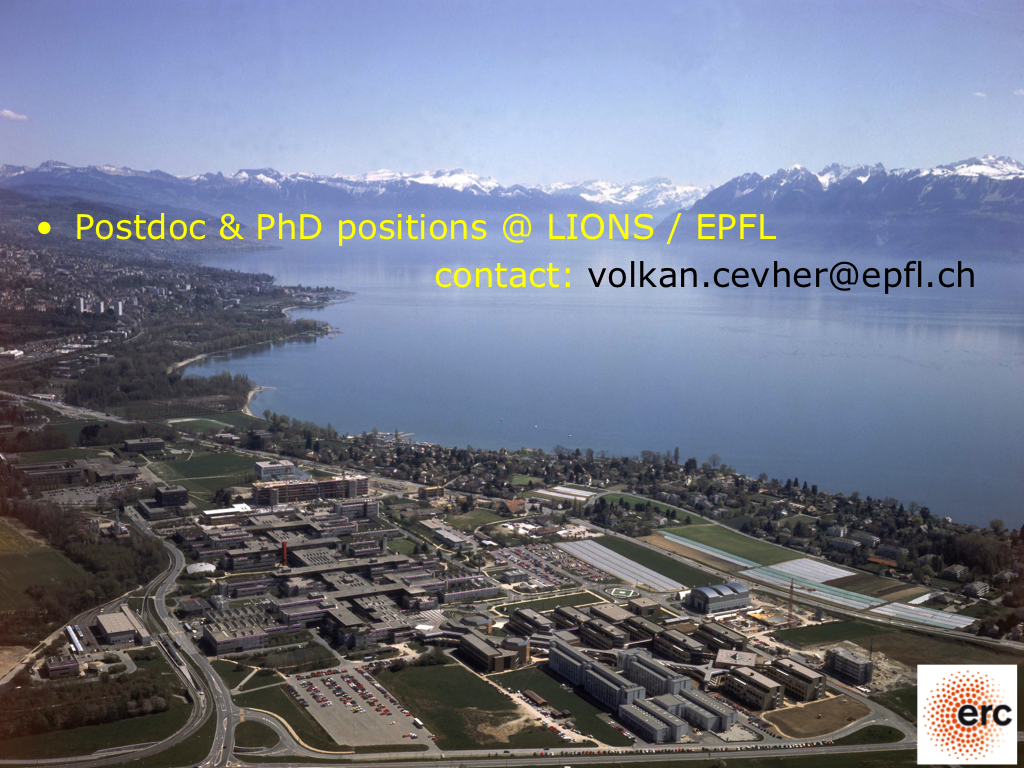 • Postdoc & PhD positions @ LIONS / EPFL
contact: volkan.cevher@epfl.ch
erc